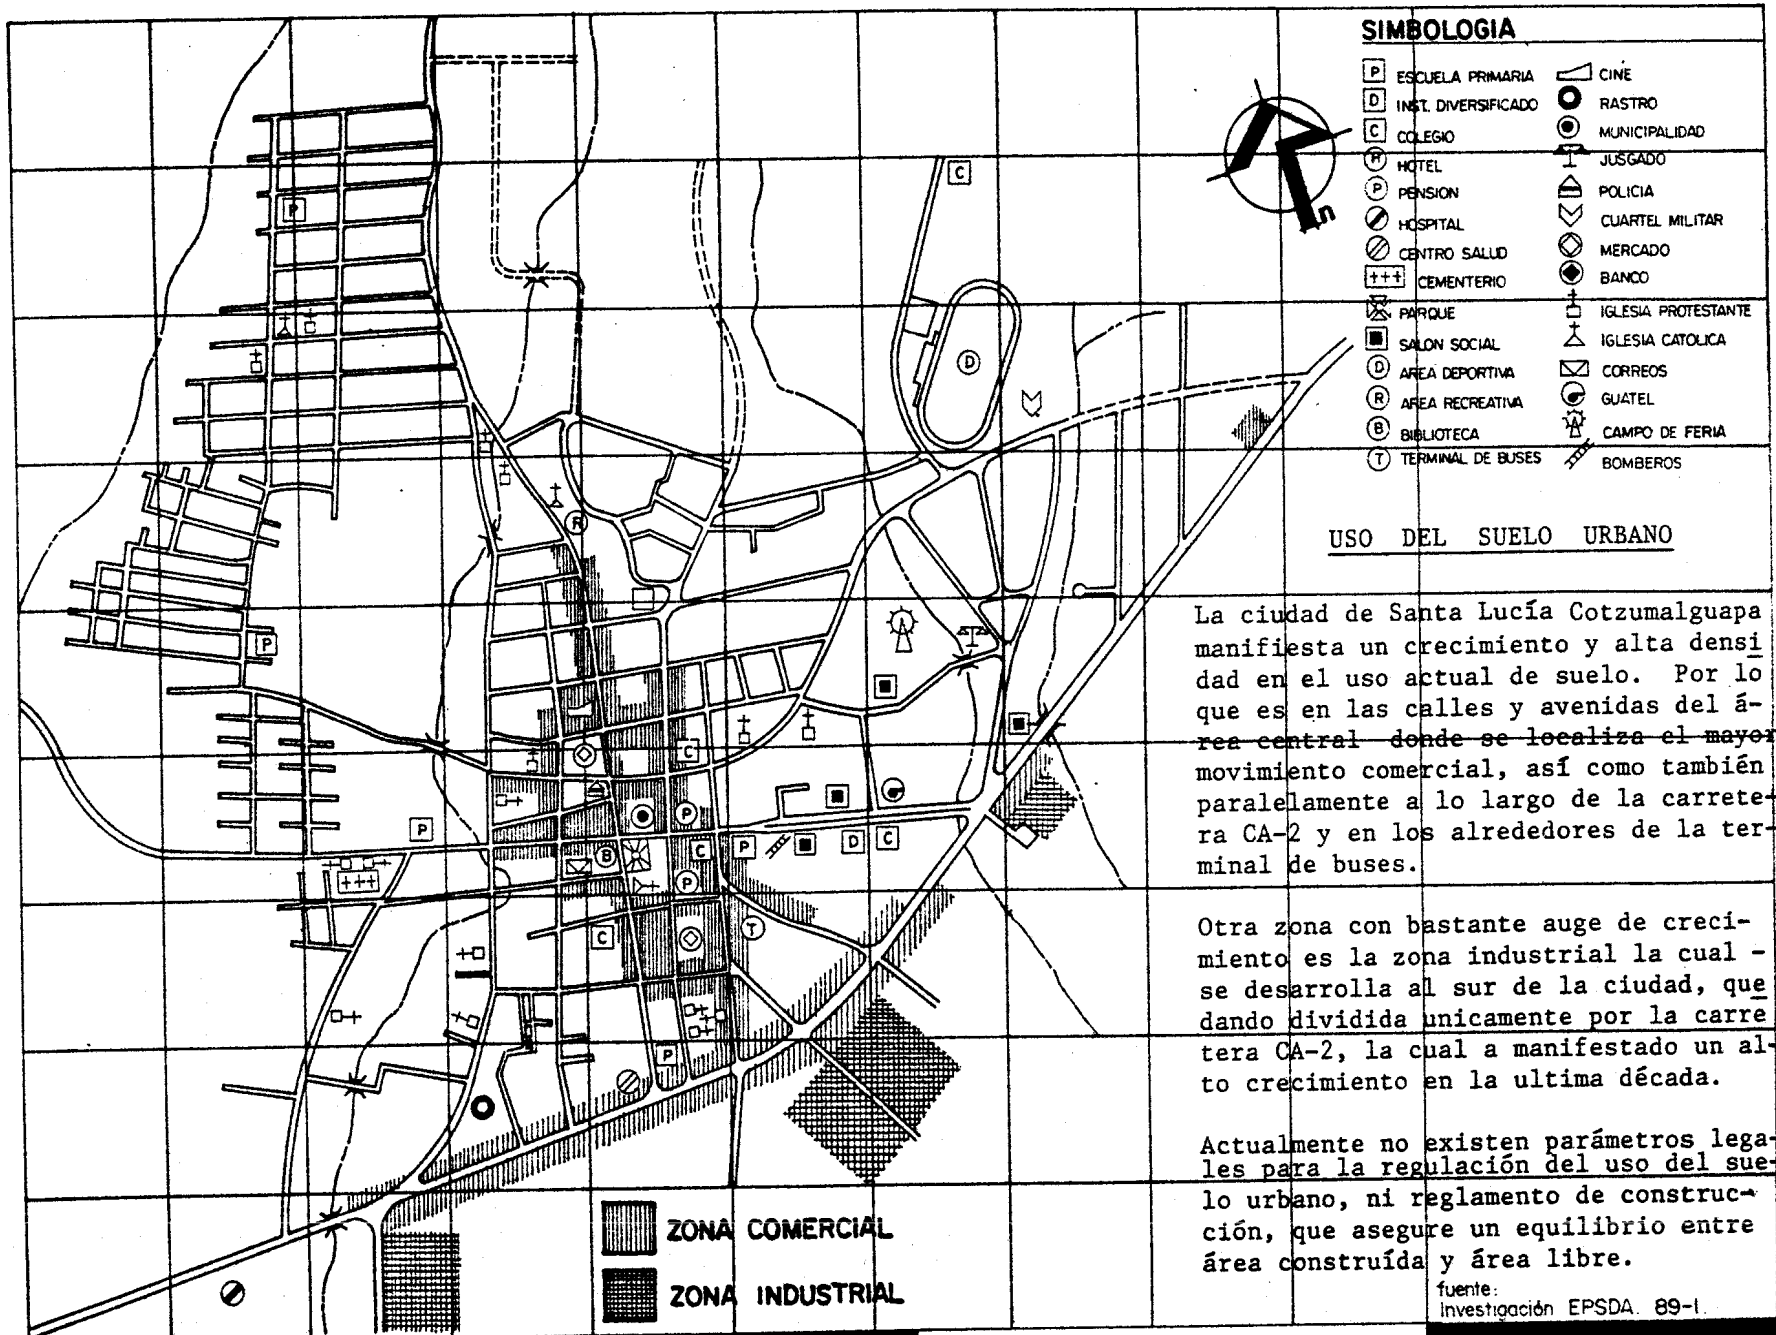 SIMBOLOGIA
P ESCUELA PRIMARIA
D INST. DIVERSIFICADO
C COLEGIO
H HOTEL
P PENSION
HOSPITAL
CENTRO SALUD
+++ CEMENTERIO
PARQUE
SALON SOCIAL
D AREA DEPORTIVA
R AREA RECREATIVA
B BIBLIOTECA
T TERMINAL DE BUSES
CINE
RASTRO
MUNICIPALIDAD
JUSGADO
POLICIA
CUARTEL MILITAR
MERCADO
BANCO
IGLESIA PROTESTANTE
IGLESIA CATOLICA
CORREOS
GUATEL
CAMPO DE FERIA
BOMBEROS
n
USO DEL SUELO URBANO
La ciudad de Santa Lucía Cotzumalguapa
manifiesta un crecimiento y alta densi
dad en el uso actual de suelo. Por lo
que es en las calles y avenidas del á-
rea central donde se localiza el mayor
movimiento comercial, así como también
paralelamente a lo largo de la carrete-
ra CA-2 y en los alrededores de la ter-
minal de buses.
Otra zona con bastante auge de creci-
miento es la zona industrial la cual -
se desarrolla al sur de la ciudad, que
dando dividida unicamente por la carre
tera CA-2, la cual a manifestado un al-
to crecimiento en la ultima década.
Actualmente no existen parámetros lega-
les para la regulación del uso del sue-
lo urbano, ni reglamento de construc-
ción, que asegure un equilibrio entre
área construída y área libre.
fuente:
Investigación EPSDA. 89-1.
ZONA COMERCIAL
ZONA INDUSTRIAL
P
C
D
R
P
C
P
P
P
B
C
P
D
C
P
C
T
P